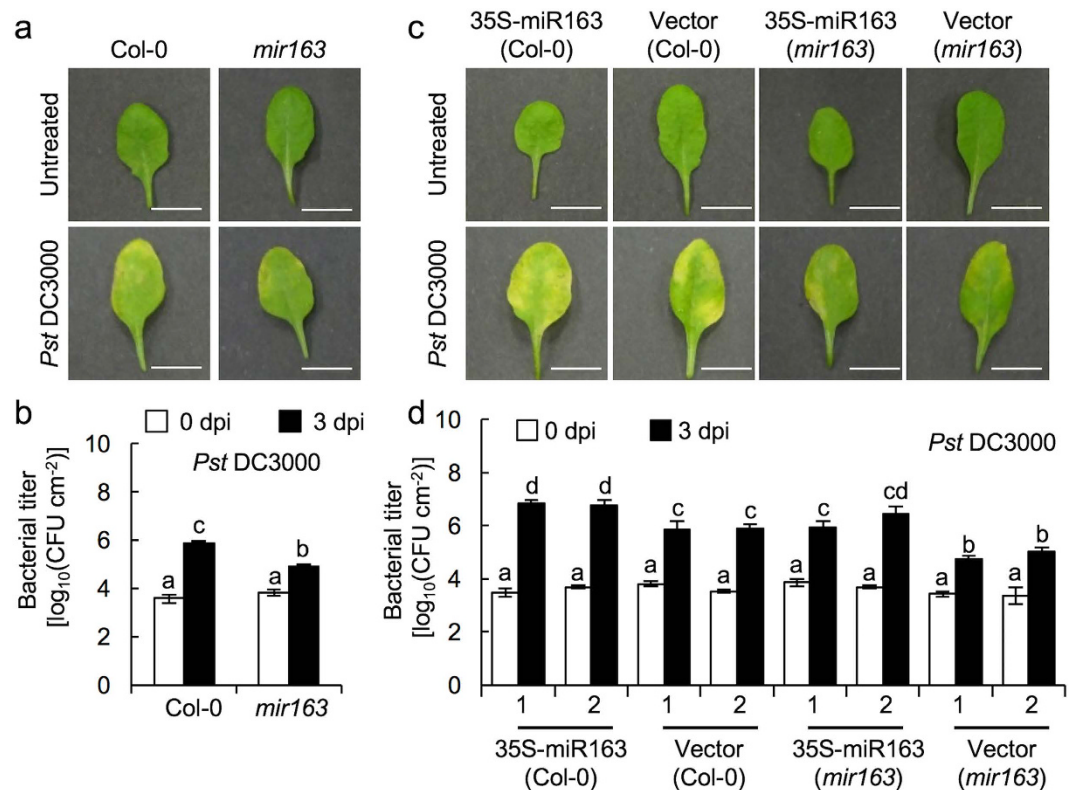 a
Col-0 mir163
Untreated
Pst DC3000
b
0 dpi 3 dpi
Pst DC3000
Bacterial titer
[log10(CFU cm-2)]
10
8
6
4
2
0
a c a b
Col-0 mir163
c
35S-miR163 Vector 35S-miR163 Vector
(Col-0) (Col-0) (mir163) (mir163)
Untreated
Pst DC3000
d
0 dpi 3 dpi Pst DC3000
Bacterial titer
[log10(CFU cm-2)]
10
8
6
4
2
0
a d a d a c a c a c a cd a b a b
1 2 1 2 1 2 1 2
35S-miR163 Vector 35S-miR163 Vector
(Col-0) (Col-0) (mir163) (mir163)